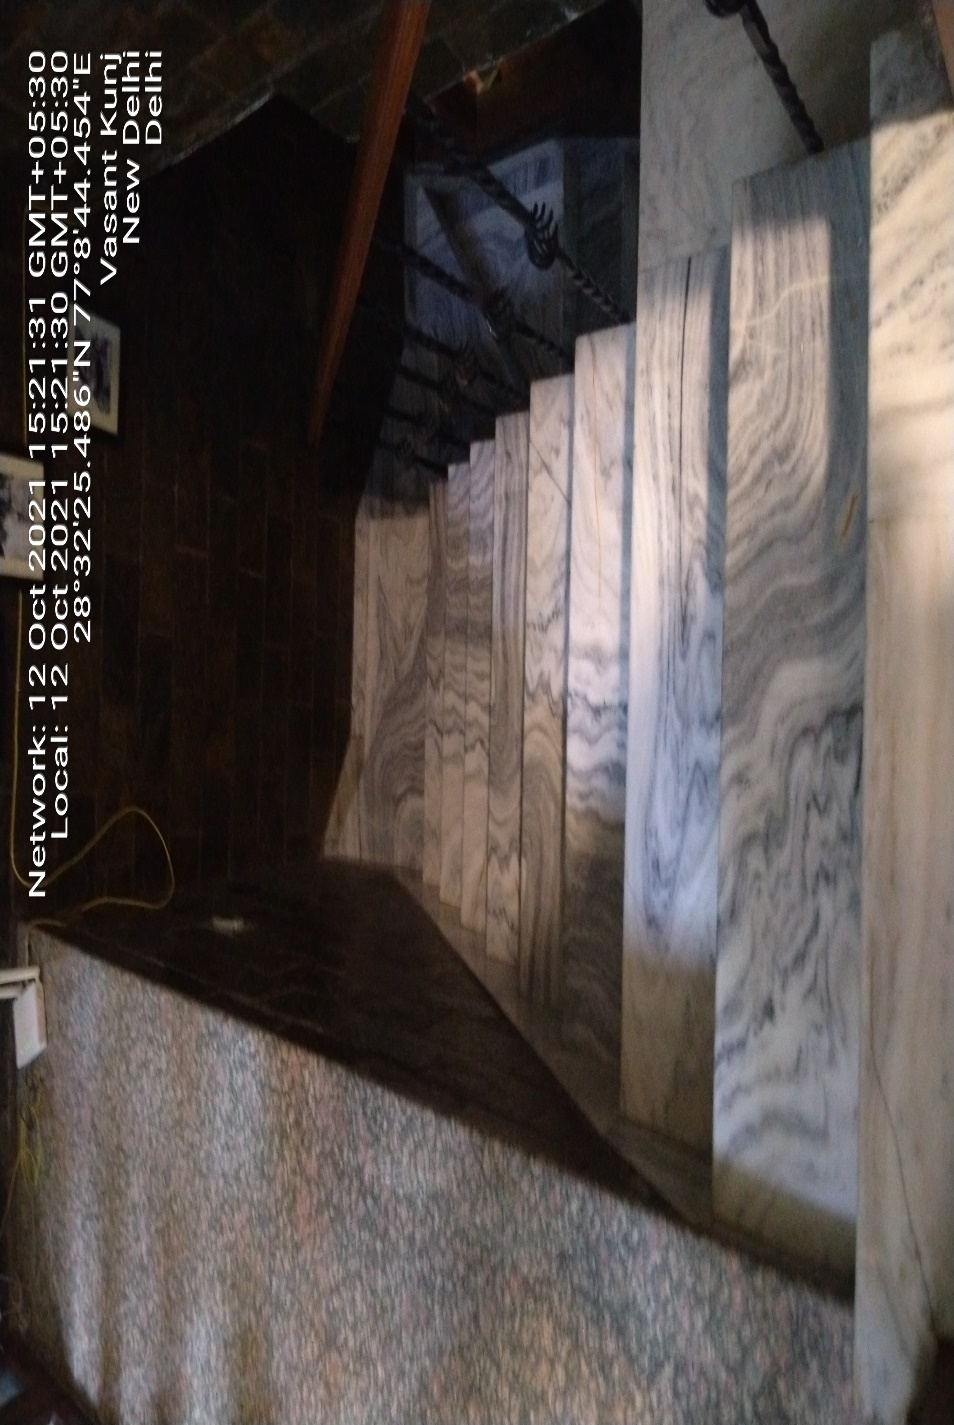 Network: 12 Oct 2021 15:21:31 GMT+05:30
Local: 12 Oct 2021 15:21:30 GMT+05:30
28°32'25.486"N 77°8'44.454"E
Vasant Kunj
New Delhi
Delhi